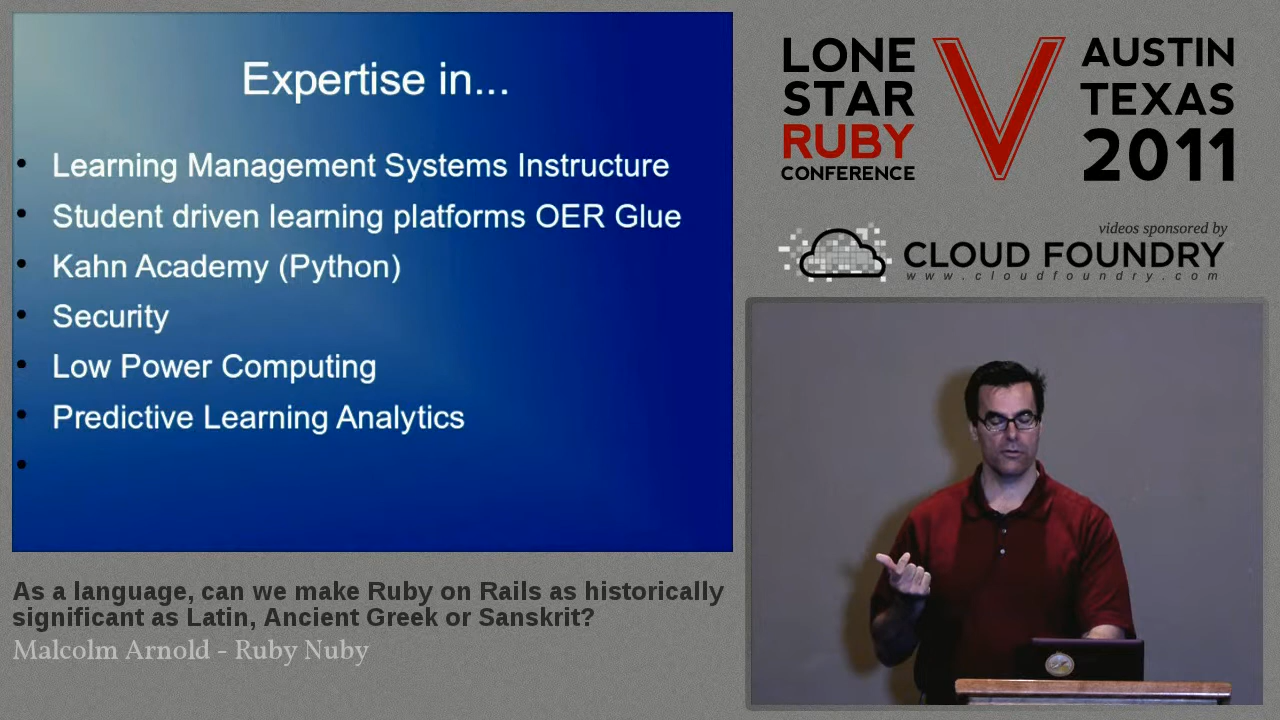 Expertise in...
• Learning Management Systems Instructure
• Student driven learning platforms OER Glue
• Kahn Academy (Python)
• Security
• Low Power Computing
• Predictive Learning Analytics
•
As a language, can we make Ruby on Rails as historically
significant as Latin, Ancient Greek or Sanskrit?
Malcolm Arnold - Ruby Nuby
LONE
STAR
RUBY
CONFERENCE
V
AUSTIN
TEXAS
2011
videos sponsored by
CLOUD FOUNDRY
www.cloudfoundry.com